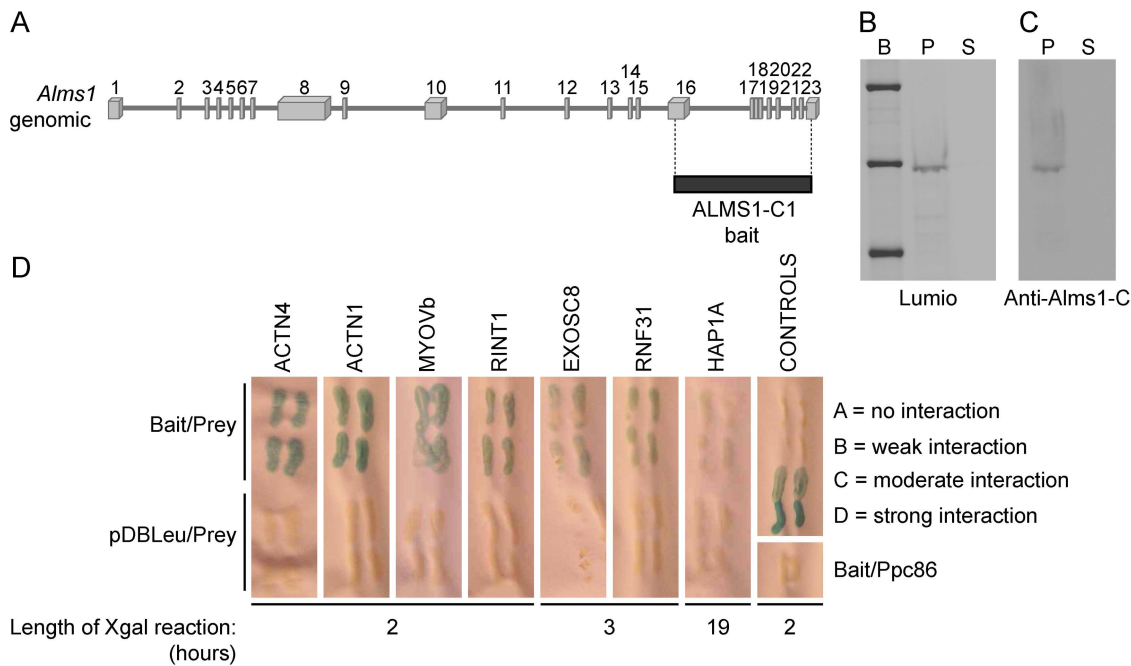 A
B
C
B P S
P S
1 2 3 4 5 6 7 8 9 10 11 12 13 14 15 16 17 18 19 20 21 22 23
Alms1
genomic
ALMS1-C1
bait
Lumio
Anti-Alms1-C
D
ACTN4
ACTN1
MYOVb
RINT1
EXOSC8
RNF31
HAP1A
CONTROLS
Bait/Prey
pDBLeu/Prey
A = no interaction
B = weak interaction
C = moderate interaction
D = strong interaction
Bait/Ppc86
Length of Xgal reaction: 2 3 19 2
(hours)